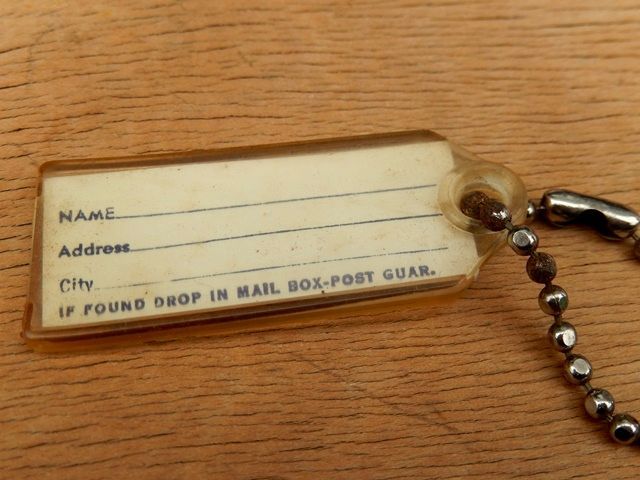 NAME
Address
City
IF FOUND DROP IN MAIL BOX-POST GUAR.